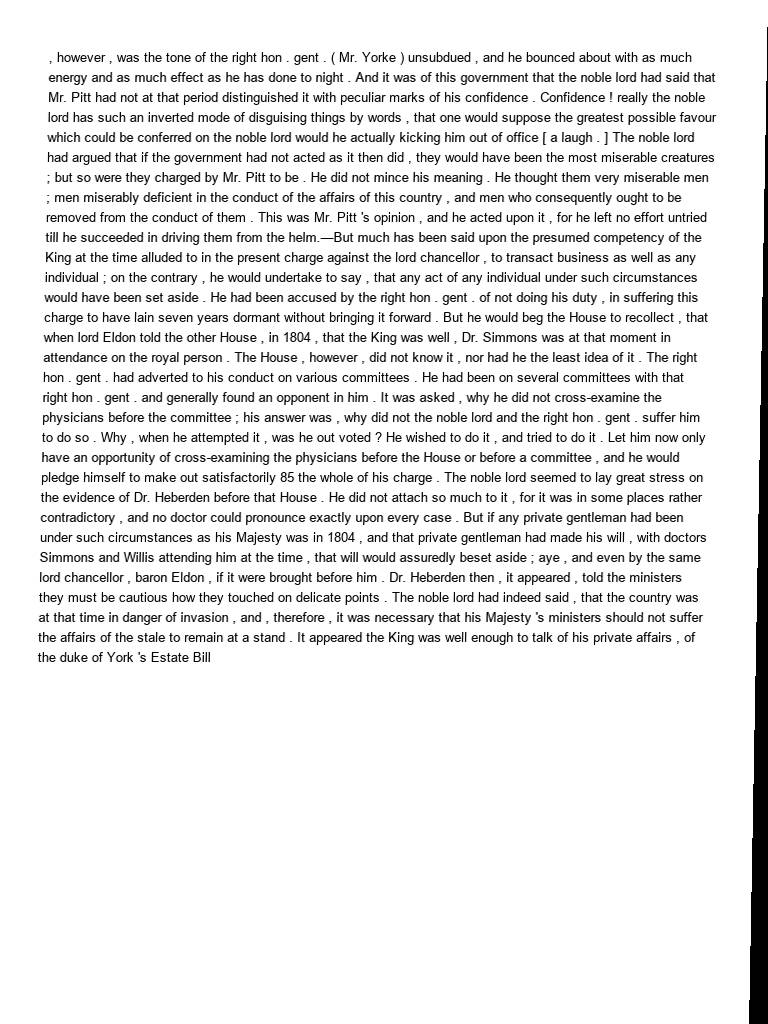 , however , was the tone of the right hon . gent . ( Mr. Yorke ) unsubdued , and he bounced about with as much
energy and as much effect as he has done to night . And it was of this government that the noble lord had said that
Mr. Pitt had not at that period distinguished it with peculiar marks of his confidence . Confidence ! really the noble
lord has such an inverted mode of disguising things by words , that one would suppose the greatest possible favour
which could be conferred on the noble lord would he actually kicking him out of office [ a laugh . ] The noble lord
had argued that if the government had not acted as it then did , they would have been the most miserable creatures
; but so were they charged by Mr. Pitt to be . He did not mince his meaning . He thought them very miserable men
; men miserably deficient in the conduct of the affairs of this country , and men who consequently ought to be
removed from the conduct of them . This was Mr. Pitt 's opinion , and he acted upon it , for he left no effort untried
till he succeeded in driving them from the helm.—But much has been said upon the presumed competency of the
King at the time alluded to in the present charge against the lord chancellor , to transact business as well as any
individual ; on the contrary , he would undertake to say , that any act of any individual under such circumstances
would have been set aside . He had been accused by the right hon . gent . of not doing his duty , in suffering this
charge to have lain seven years dormant without bringing it forward . But he would beg the House to recollect , that
when lord Eldon told the other House , in 1804 , that the King was well , Dr. Simmons was at that moment in
attendance on the royal person . The House , however , did not know it , nor had he the least idea of it . The right
hon . gent . had adverted to his conduct on various committees . He had been on several committees with that
right hon . gent . and generally found an opponent in him . It was asked , why he did not cross-examine the
physicians before the committee ; his answer was , why did not the noble lord and the right hon . gent . suffer him
to do so . Why , when he attempted it , was he out voted ? He wished to do it , and tried to do it . Let him now only
have an opportunity of cross-examining the physicians before the House or before a committee , and he would
pledge himself to make out satisfactorily 85 the whole of his charge . The noble lord seemed to lay great stress on
the evidence of Dr. Heberden before that House . He did not attach so much to it , for it was in some places rather
contradictory , and no doctor could pronounce exactly upon every case . But if any private gentleman had been
under such circumstances as his Majesty was in 1804 , and that private gentleman had made his will , with doctors
Simmons and Willis attending him at the time , that will would assuredly beset aside ; aye , and even by the same
lord chancellor , baron Eldon , if it were brought before him . Dr. Heberden then , it appeared , told the ministers
they must be cautious how they touched on delicate points . The noble lord had indeed said , that the country was
at that time in danger of invasion , and , therefore , it was necessary that his Majesty 's ministers should not suffer
the affairs of the stale to remain at a stand . It appeared the King was well enough to talk of his private affairs , of
the duke of York 's Estate Bill